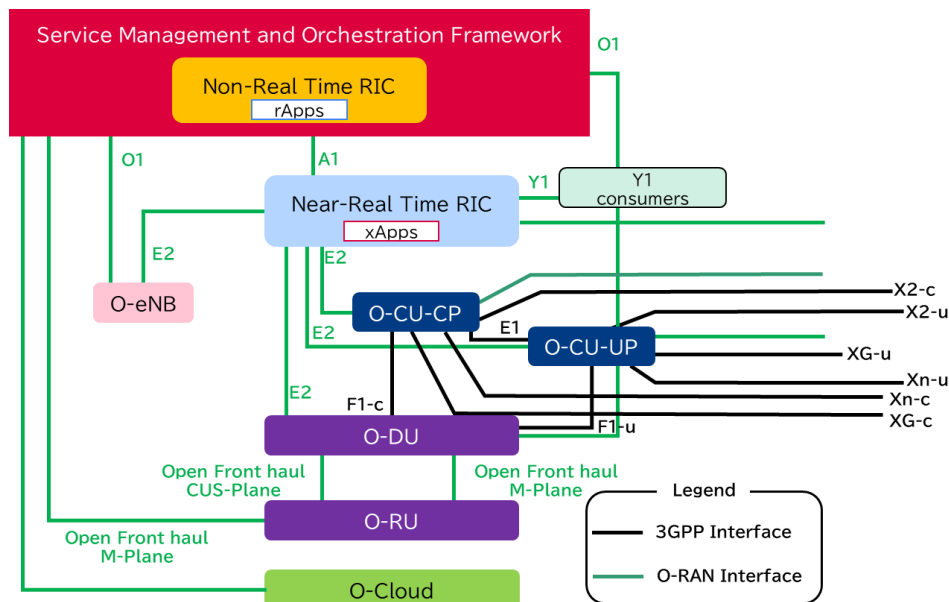 Service Management and Orchestration Framework
O1
Non-Real Time RIC
rApps
O1
A1
Y1
Y1
consumers
Near-Real Time RIC
xApps
E2
E2
O-eNB
X2-c
O-CU-CP
X2-u
E2
E1
O-CU-UP
XG-u
Xn-u
E2
Xn-c
F1-c
XG-c
F1-u
O-DU
Open Front haul
CUS-Plane
Open Front haul
M-Plane
Legend
O-RU
3GPP Interface
Open Front haul
M-Plane
O-RAN Interface
O-Cloud